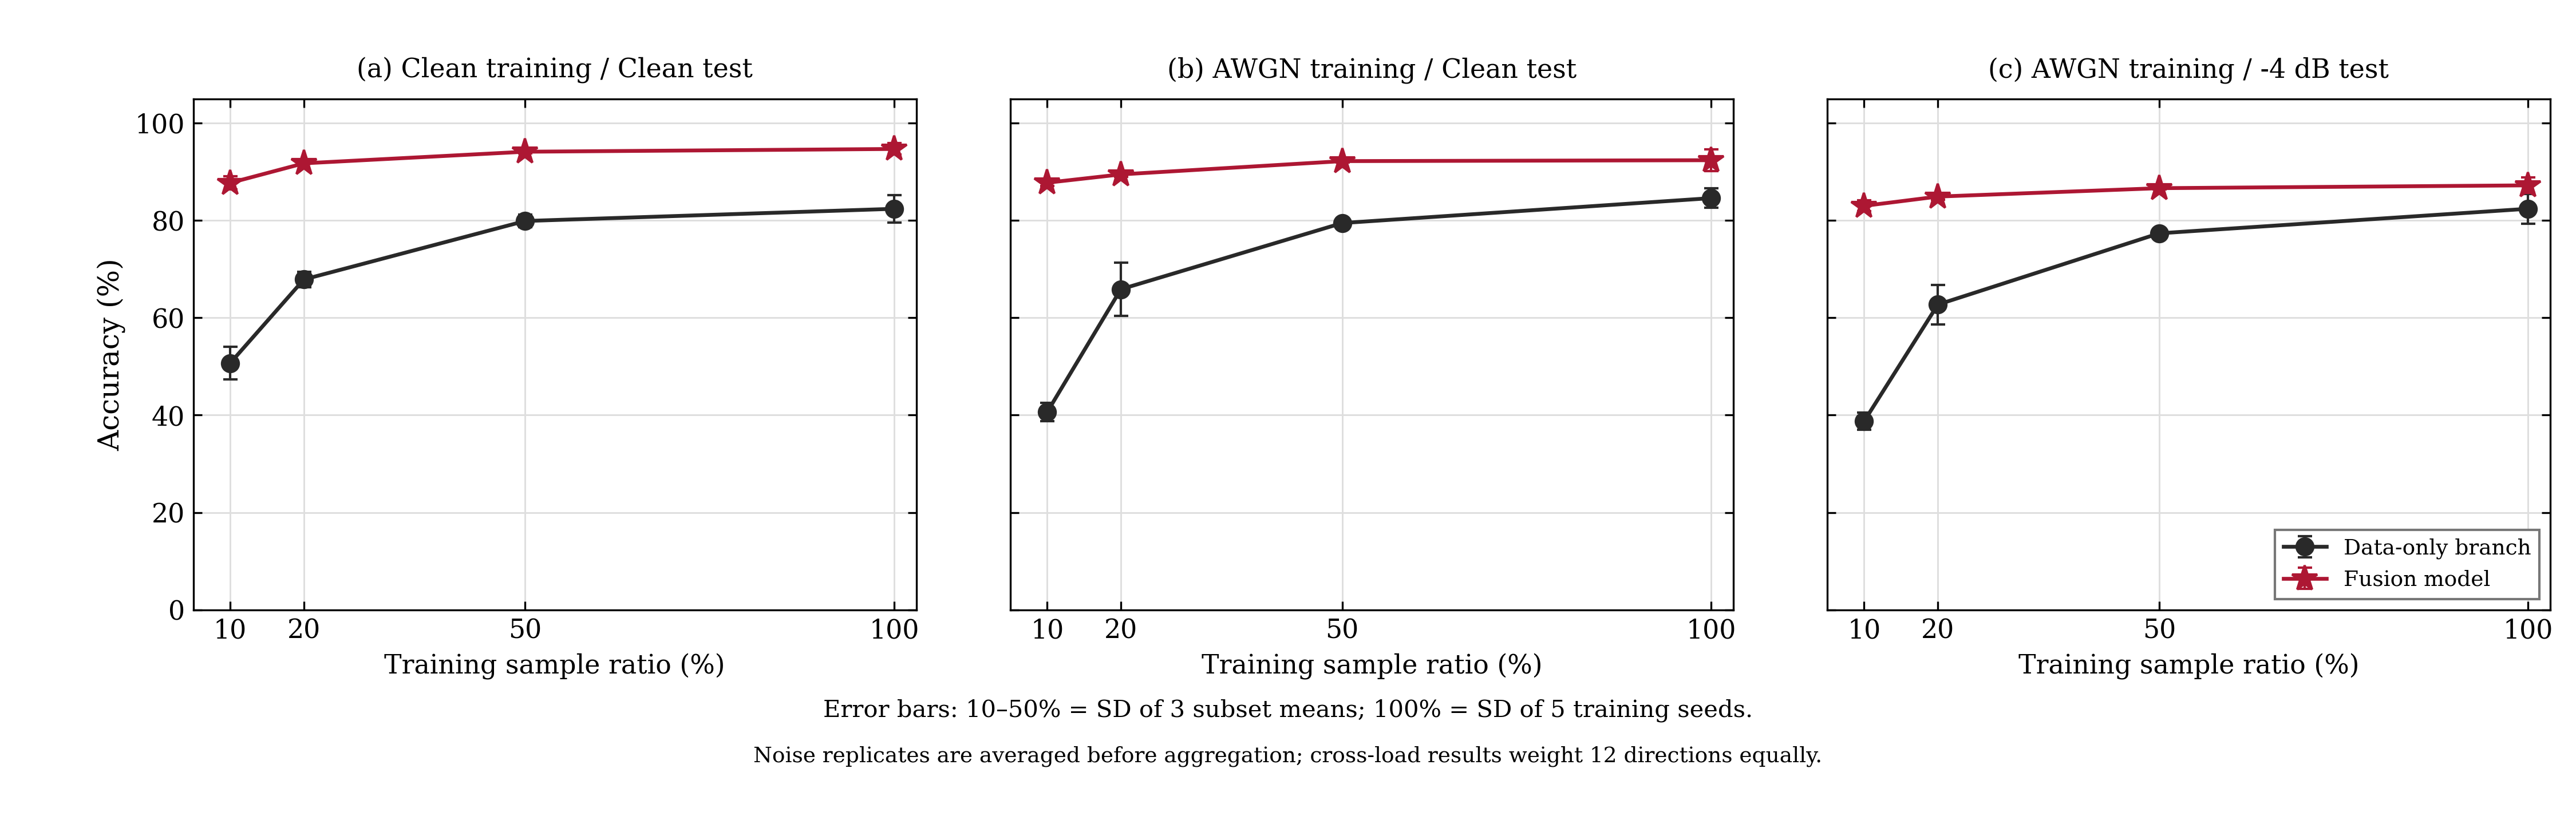 (a) Clean training / Clean test
(b) AWGN training / Clean test
(c) AWGN training / -4 dB test
Accuracy (%)
100
80
60
40
20
0
10 20 50 100
10 20 50 100
10 20 50 100
Data-only branch
Fusion model
Training sample ratio (%)
Training sample ratio (%)
Training sample ratio (%)
Error bars: 10–50% = SD of 3 subset means; 100% = SD of 5 training seeds.
Noise replicates are averaged before aggregation; cross-load results weight 12 directions equally.